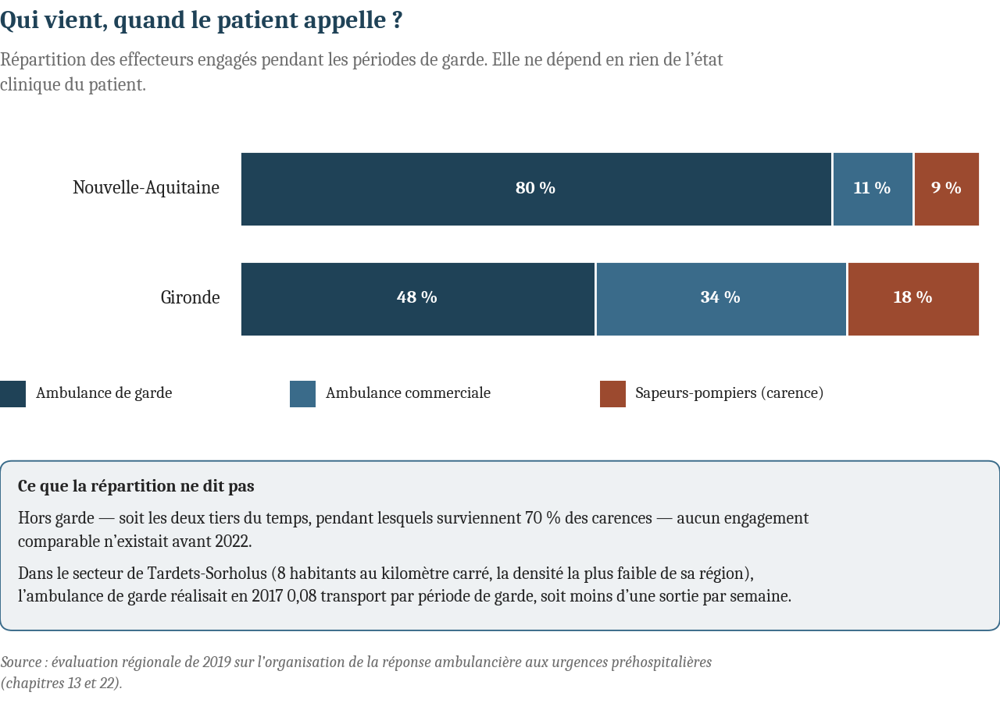 Qui vient, quand le patient appelle ?
Répartition des effecteurs engagés pendant les périodes de garde. Elle ne dépend en rien de l’état
clinique du patient.
Nouvelle-Aquitaine
80 %
11 %
9 %
Gironde
48 %
34 %
18 %
Ambulance de garde
Ambulance commerciale
Sapeurs-pompiers (carence)
Ce que la répartition ne dit pas
Hors garde — soit les deux tiers du temps, pendant lesquels surviennent 70 % des carences — aucun engagement
comparable n’existait avant 2022.
Dans le secteur de Tardets-Sorholus (8 habitants au kilomètre carré, la densité la plus faible de sa région),
l’ambulance de garde réalisait en 2017 0,08 transport par période de garde, soit moins d’une sortie par semaine.
Source : évaluation régionale de 2019 sur l’organisation de la réponse ambulancière aux urgences préhospitalières
(chapitres 13 et 22).